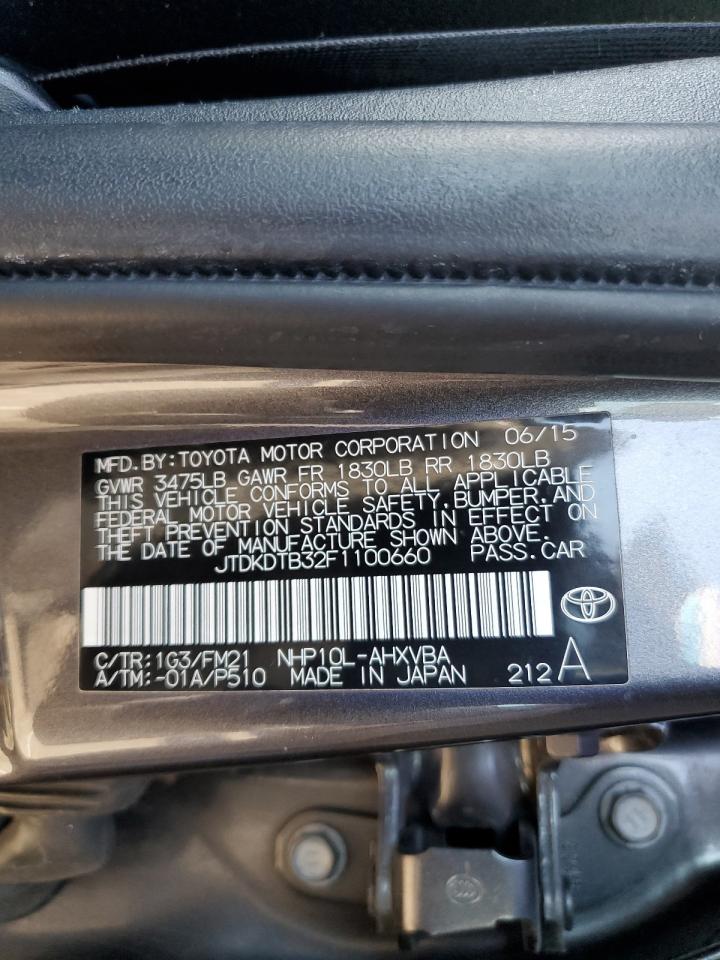 MFD.BY:TOYOTA MOTOR CORPORATION 06/15
GVWR 3475LB GAWR FR 1830LB RR 1830LB
THIS VEHICLE CONFORMS TO ALL APPLICABLE
FEDERAL MOTOR VEHICLE SAFETY,BUMPER,AND
THEFT PREVENTION STANDARDS IN EFFECT ON
THE DATE OF MANUFACTURE SHOWN ABOVE.
JTDKDTB32F1100660 PASS.CAR
C/TR:1G3/FM21 NHP10L-AHXVBA
A/TM:-01A/P510 MADE IN JAPAN 212 A